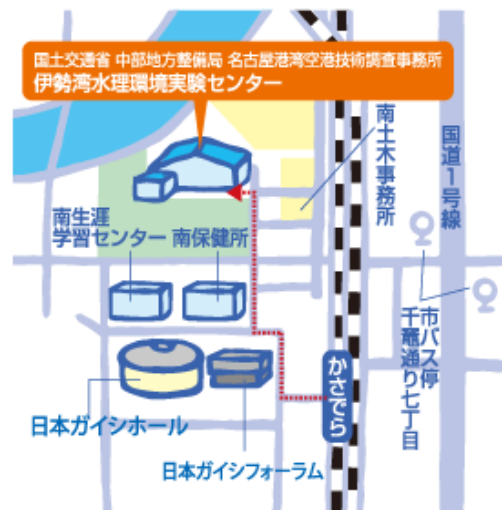 国土交通省 中部地方整備局 名古屋港湾空港技術調査事務所
伊勢湾水理環境実験センター
南土木事務所
国道1号線
南生涯
学習センター
南保健所
市バス停
千竈通り七丁目
かさでら
日本ガイシホール
日本ガイシフォーラム